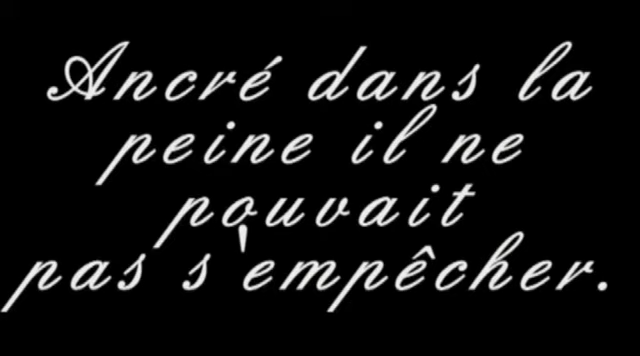 Ancré dans la
peine il ne
pouvait
pas s'empêcher.